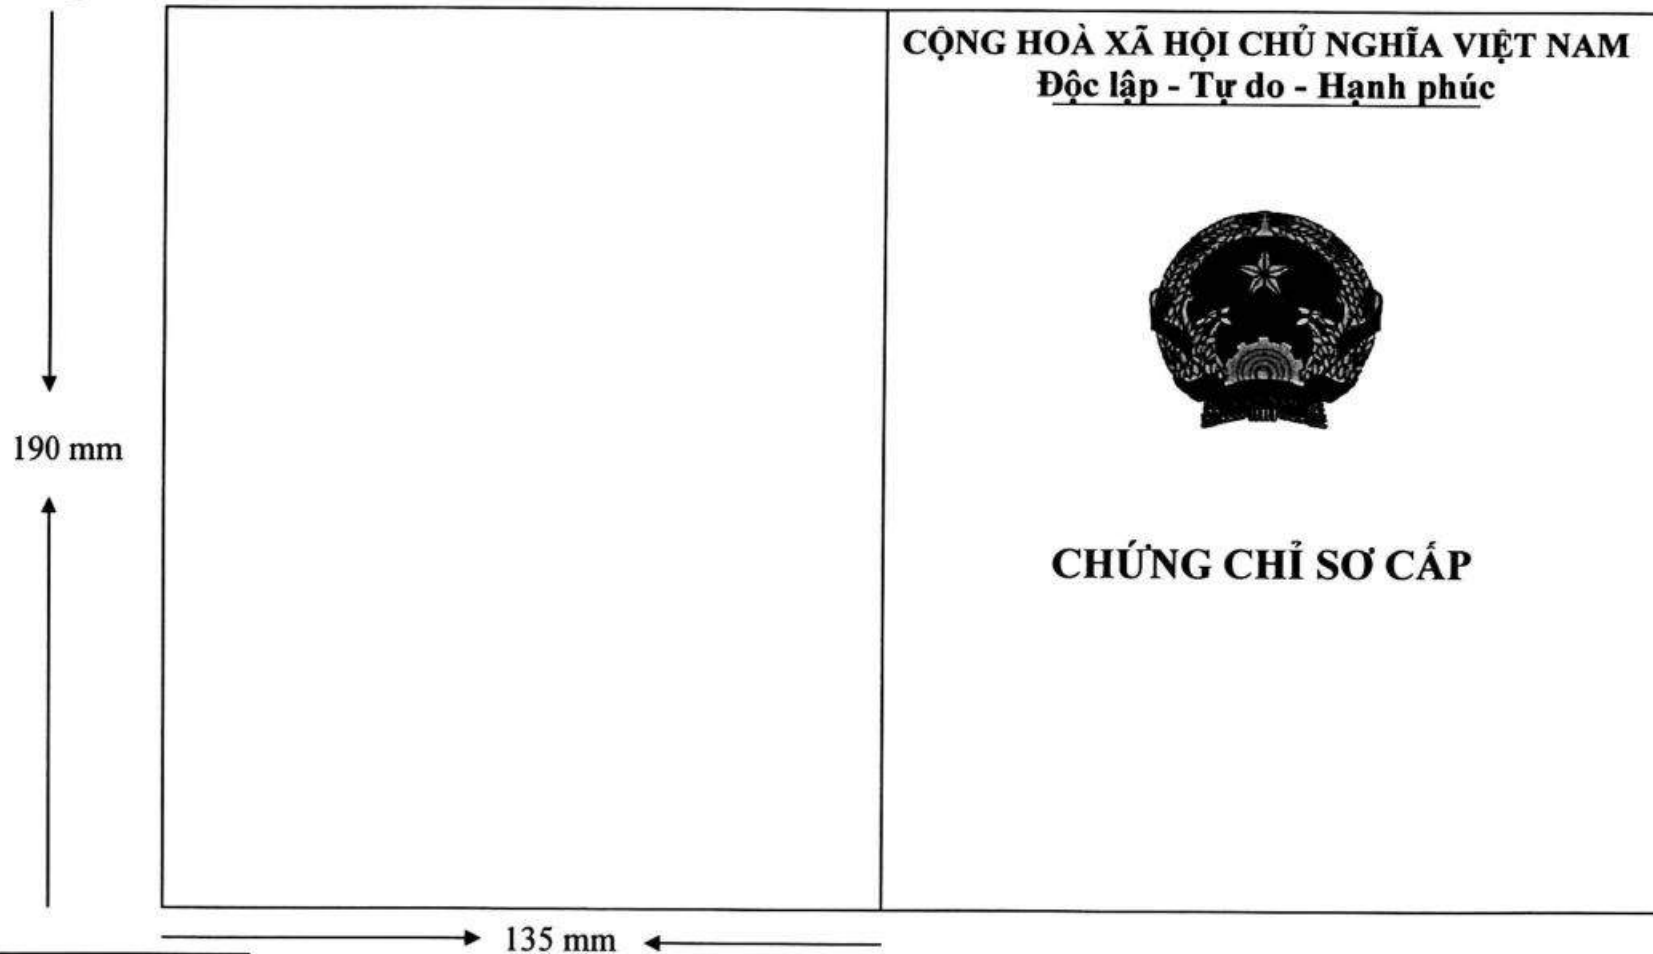 CỘNG HOÀ XÃ HỘI CHỦ NGHĨA VIỆT NAM
Độc lập - Tự do - Hạnh phúc
190 mm
CHỨNG CHỈ SƠ CẤP
135 mm